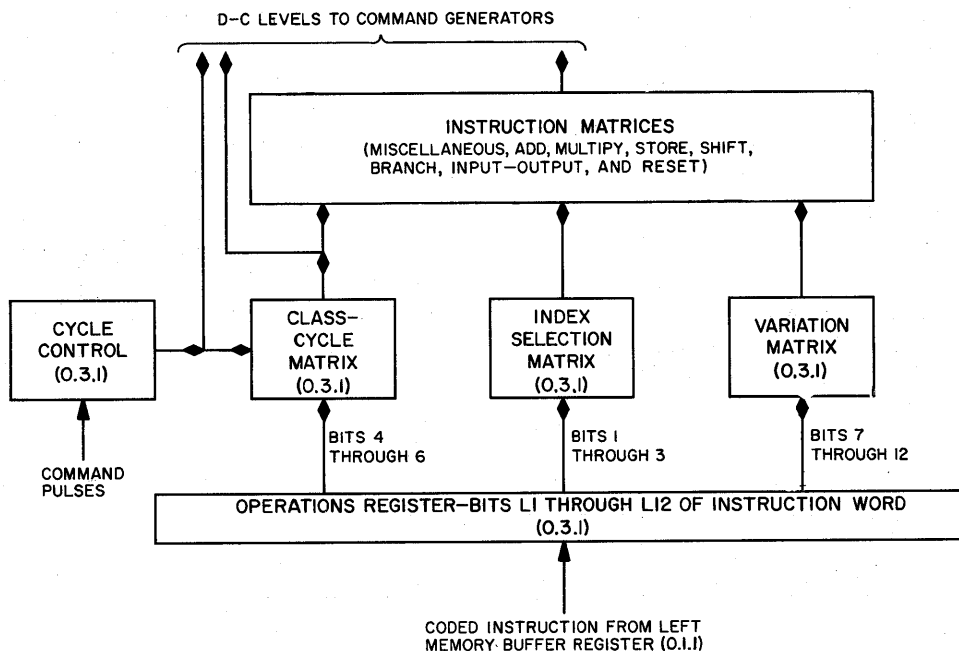 D-C LEVELS TO COMMAND GENERATORS
INSTRUCTION MATRICES
(MISCELLANEOUS, ADD, MULTIPY, STORE, SHIFT,
BRANCH, INPUT-OUTPUT, AND RESET)
CYCLE
CONTROL
(0.3.1)
CLASS-
CYCLE
MATRIX
(0.3.1)
INDEX
SELECTION
MATRIX
(0.3.1)
VARIATION
MATRIX
(0.3.1)
COMMAND
PULSES
BITS 4
THROUGH 6
BITS 1
THROUGH 3
BITS 7
THROUGH 12
OPERATIONS REGISTER-BITS L1 THROUGH L12 OF INSTRUCTION WORD
(0.3.1)
CODED INSTRUCTION FROM LEFT
MEMORY BUFFER REGISTER (0.1.1)